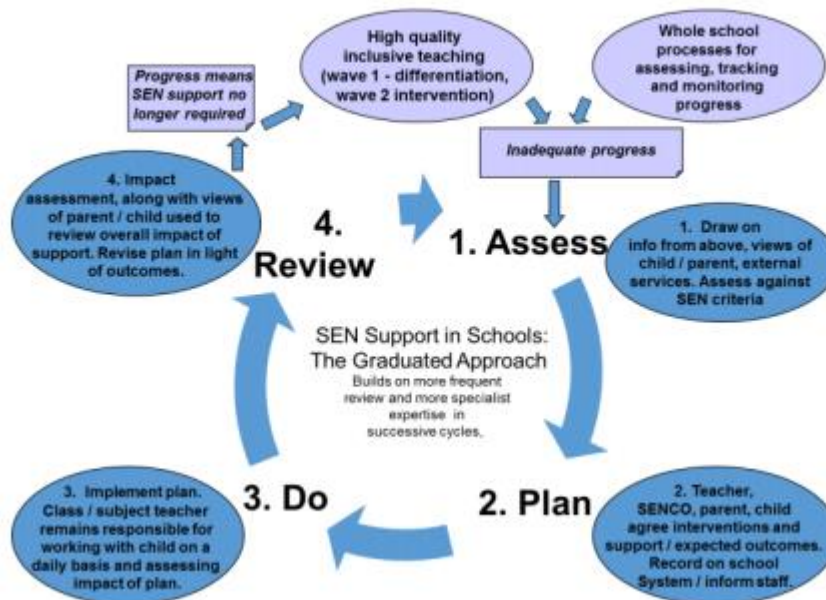 High quality
inclusive teaching
(wave 1 - differentiation,
wave 2 intervention)
Whole school
processes for
assessing, tracking
and monitoring
progress
Progress means
SEN support no
longer required
Inadequate progress
4. Impact
assessment, along with views
of parent / child used to
review overall impact of
support. Revise plan in light
of outcomes.
4.
Review
1. Assess
1. Draw on
info from above, views of
child / parent, external
services. Assess against
SEN criteria
SEN Support in Schools:
The Graduated Approach
Builds on more frequent
review and more specialist
expertise in
successive cycles,
3. Implement plan.
Class / subject teacher
remains responsible for
working with child on a
daily basis and assessing
impact of plan.
3. Do
2. Plan
2. Teacher,
SENCO, parent, child
agree interventions and
support / expected outcomes.
Record on school
System / inform staff.